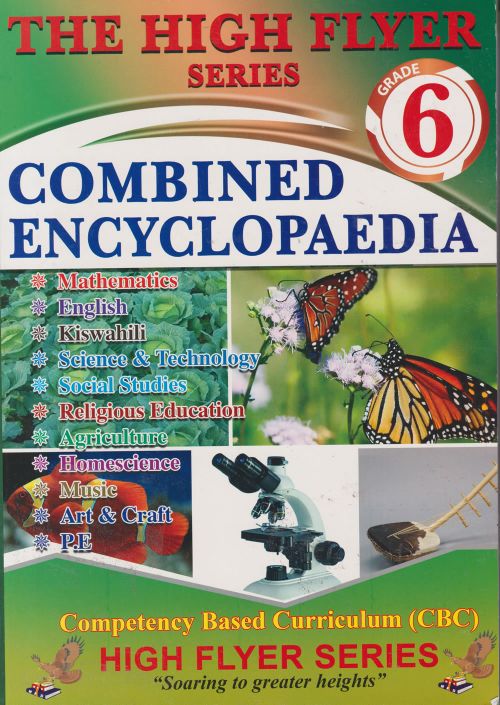 THE HIGH FLYER
SERIES
GRADE
6
COMBINED
ENCYCLOPAEDIA
Mathematics
English
Kiswahili
Science & Technology
Social Studies
Religious Education
Agriculture
Homescience
Music
Art & Craft
P.E
Competency Based Curriculum (CBC)
HIGH FLYER SERIES
"Soaring to greater heights"